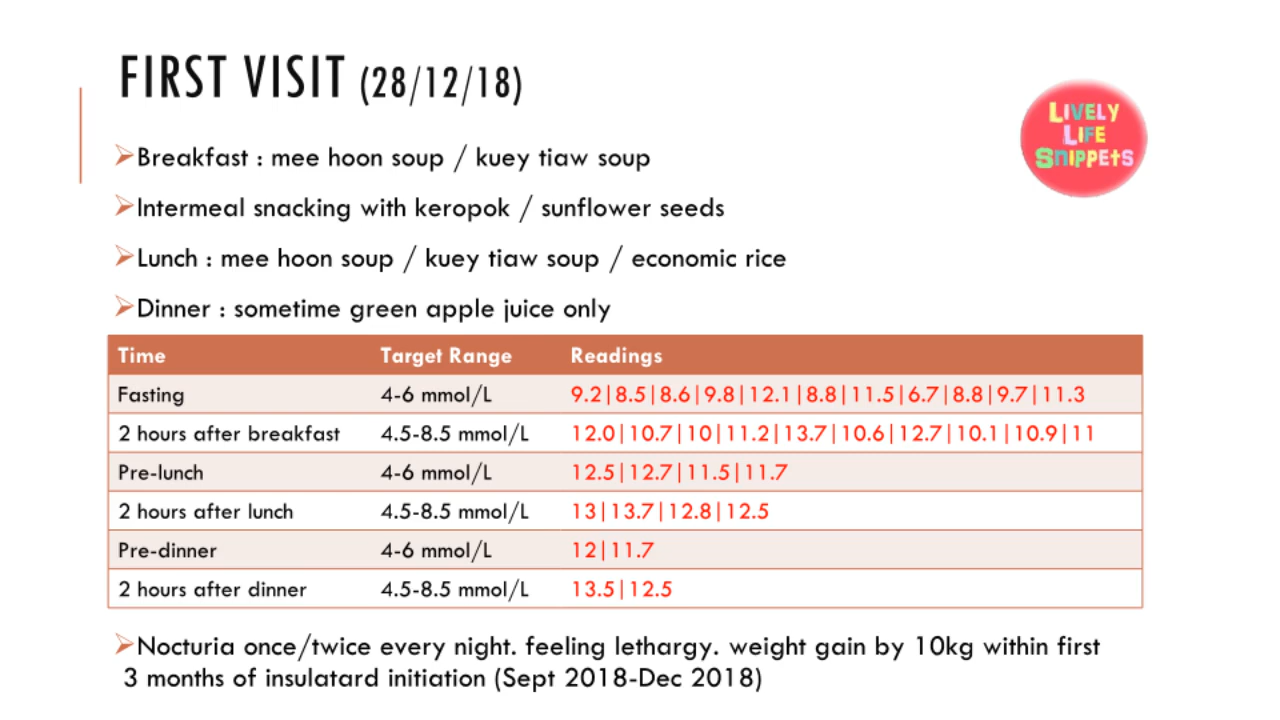 FIRST VISIT (28/12/18)
LIVELY
LIFE
SNIPPETS
➢Breakfast : mee hoon soup / kuey tiaw soup
➢Intermeal snacking with keropok / sunflower seeds
➢Lunch : mee hoon soup / kuey tiaw soup / economic rice
➢Dinner : sometime green apple juice only
Time Target Range Readings
Fasting 4-6 mmol/L 9.2|8.5|8.6|9.8|12.1|8.8|11.5|6.7|8.8|9.7|11.3
2 hours after breakfast 4.5-8.5 mmol/L 12.0|10.7|10|11.2|13.7|10.6|12.7|10.1|10.9|11
Pre-lunch 4-6 mmol/L 12.5|12.7|11.5|11.7
2 hours after lunch 4.5-8.5 mmol/L 13|13.7|12.8|12.5
Pre-dinner 4-6 mmol/L 12|11.7
2 hours after dinner 4.5-8.5 mmol/L 13.5|12.5
➢Nocturia once/twice every night. feeling lethargy. weight gain by 10kg within first
3 months of insulatard initiation (Sept 2018-Dec 2018)